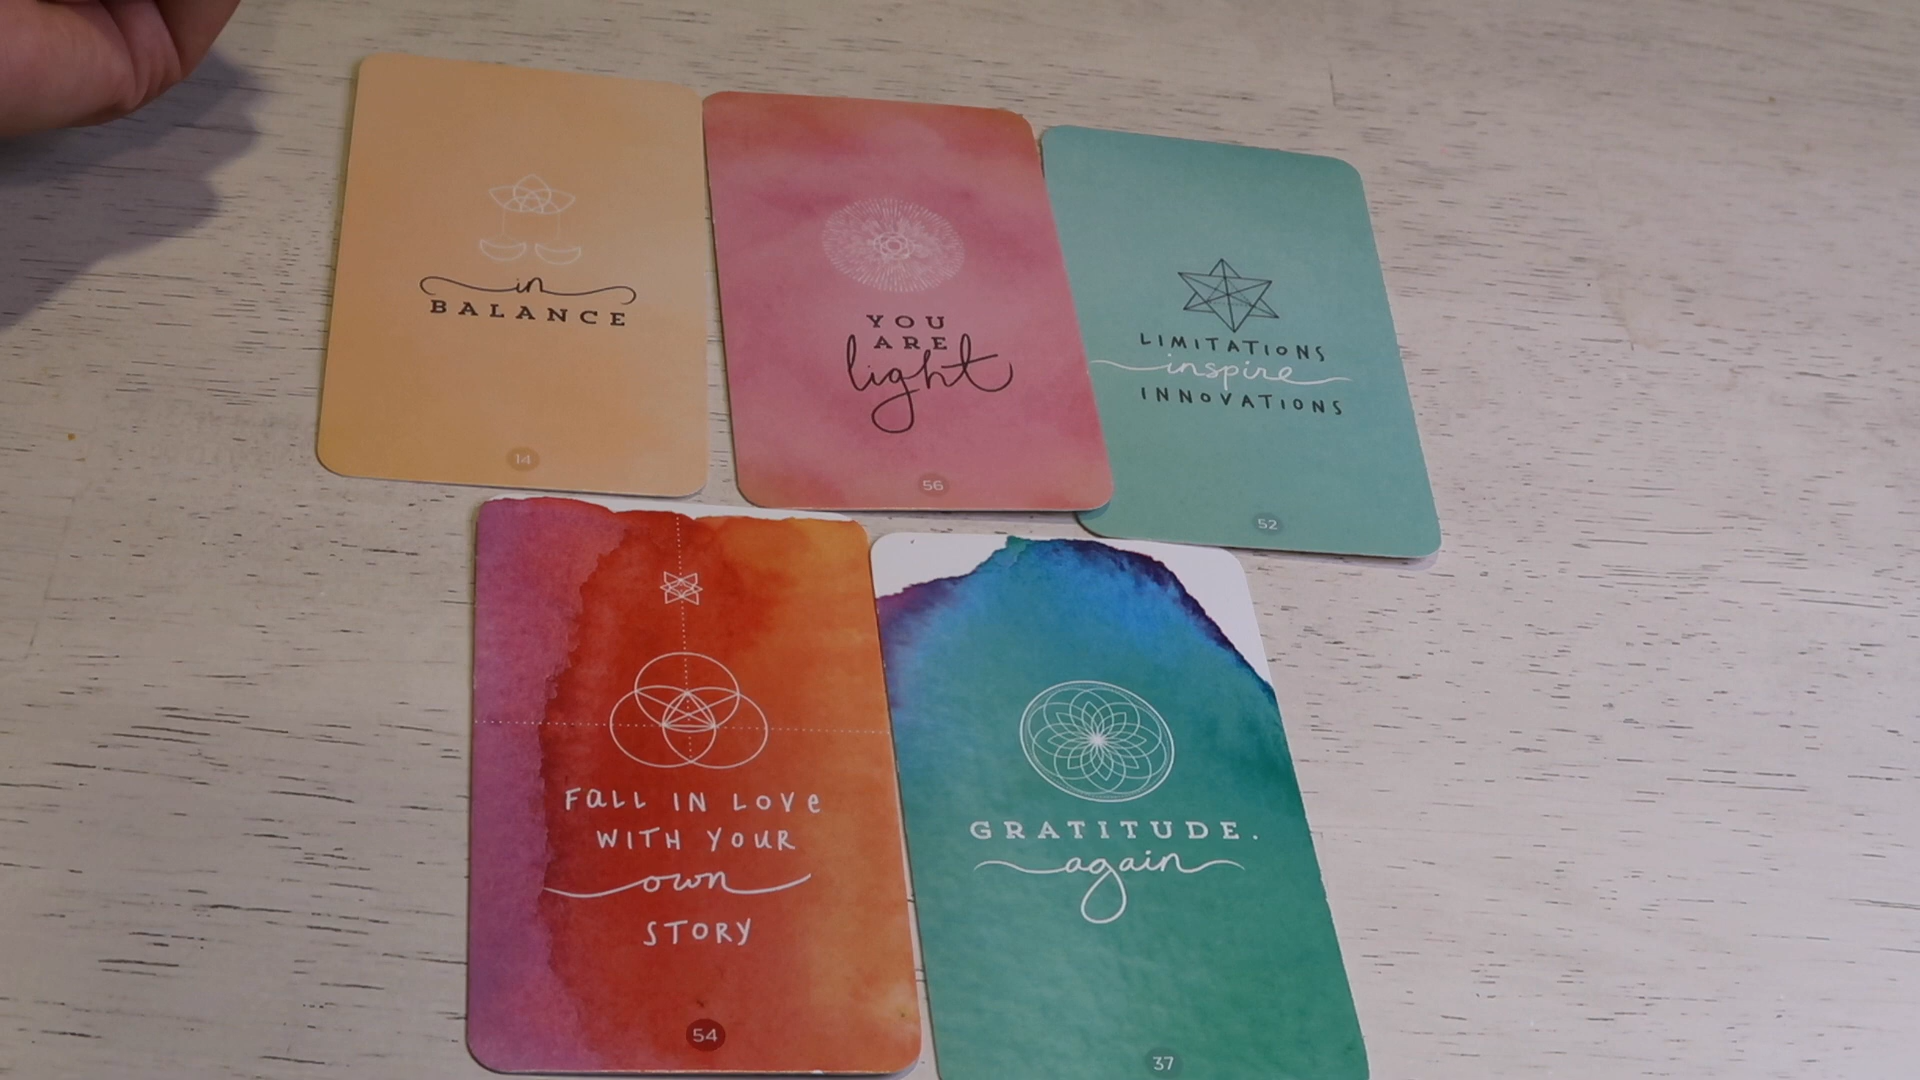 in
BALANCE
14
YOU
ARE
light
56
LIMITATIONS
inspire
INNOVATIONS
52
FALL IN LOVE
WITH YOUR
own
STORY
54
GRATITUDE.
again
37